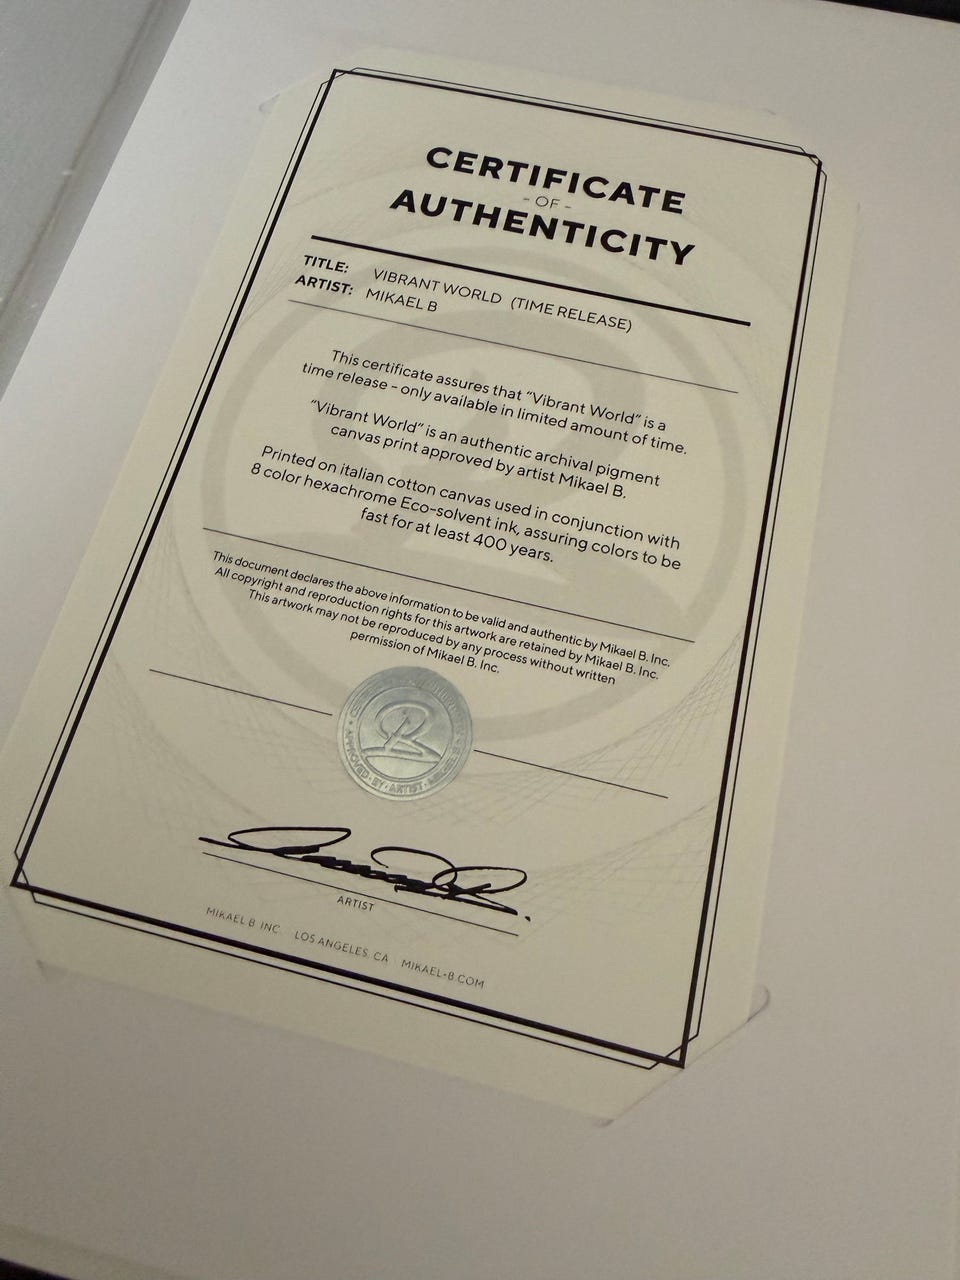 CERTIFICATE
- OF -
AUTHENTICITY
TITLE: VIBRANT WORLD (TIME RELEASE)
ARTIST: MIKAEL B
This certificate assures that “Vibrant World” is a
time release - only available in limited amount of time.
“Vibrant World” is an authentic archival pigment
canvas print approved by artist Mikael B.
Printed on italian cotton canvas used in conjunction with
8 color hexachrome Eco-solvent ink, assuring colors to be
fast for at least 400 years.
This document declares the above information to be valid and authentic by Mikael B. Inc.
All copyright and reproduction rights for this artwork are retained by Mikael B. Inc.
This artwork may not be reproduced by any process without written
permission of Mikael B. Inc.
APPROVED · BY · ARTIST · MIKAEL B
ARTIST
MIKAEL B INC LOS ANGELES, CA MIKAEL-B.COM